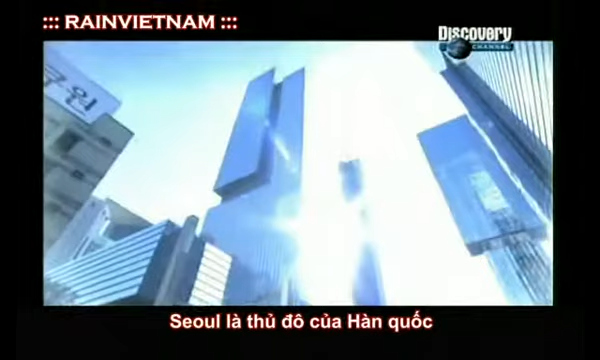 ::: RAINVIETNAM :::
Discovery
CHANNEL
Seoul là thủ đô của Hàn quốc